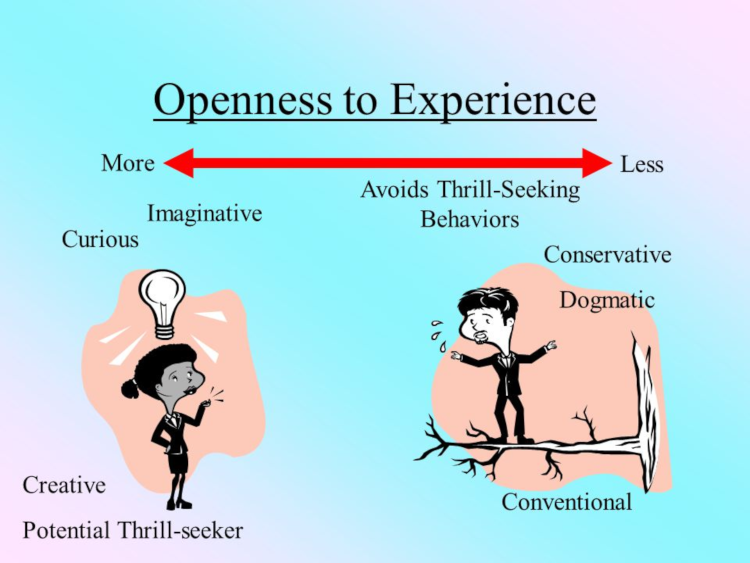 Openness to Experience
More
Less
Avoids Thrill-Seeking
Behaviors
Imaginative
Curious
Conservative
Dogmatic
Creative
Conventional
Potential Thrill-seeker